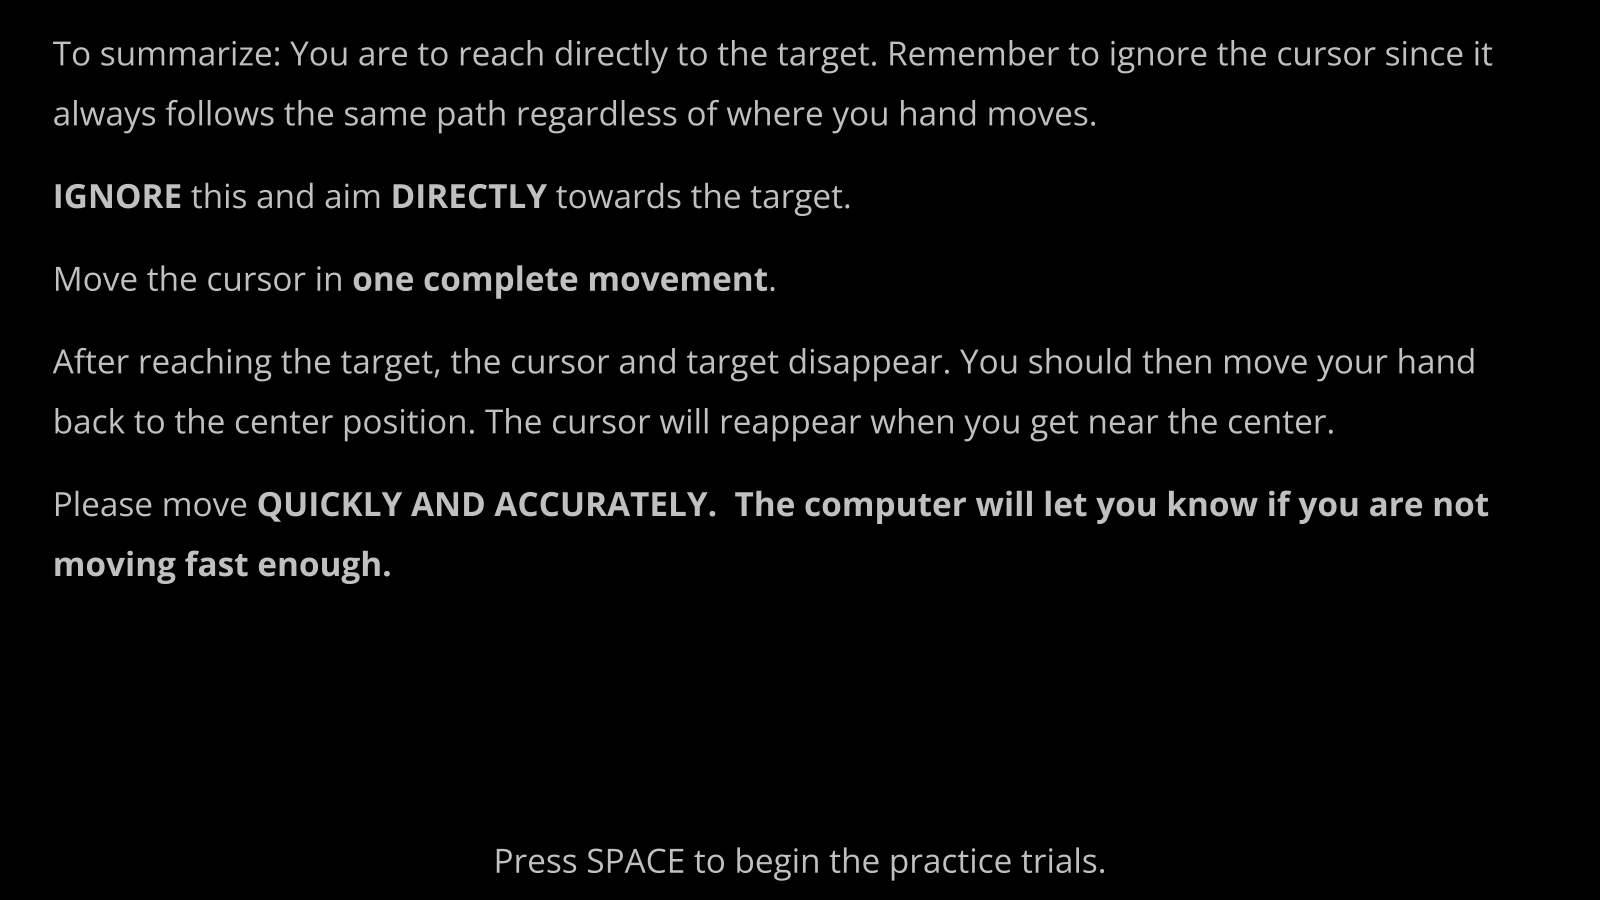 To summarize: You are to reach directly to the target. Remember to ignore the cursor since it
always follows the same path regardless of where you hand moves.
IGNORE this and aim DIRECTLY towards the target.
Move the cursor in one complete movement.
After reaching the target, the cursor and target disappear. You should then move your hand
back to the center position. The cursor will reappear when you get near the center.
Please move QUICKLY AND ACCURATELY.  The computer will let you know if you are not
moving fast enough.
Press SPACE to begin the practice trials.